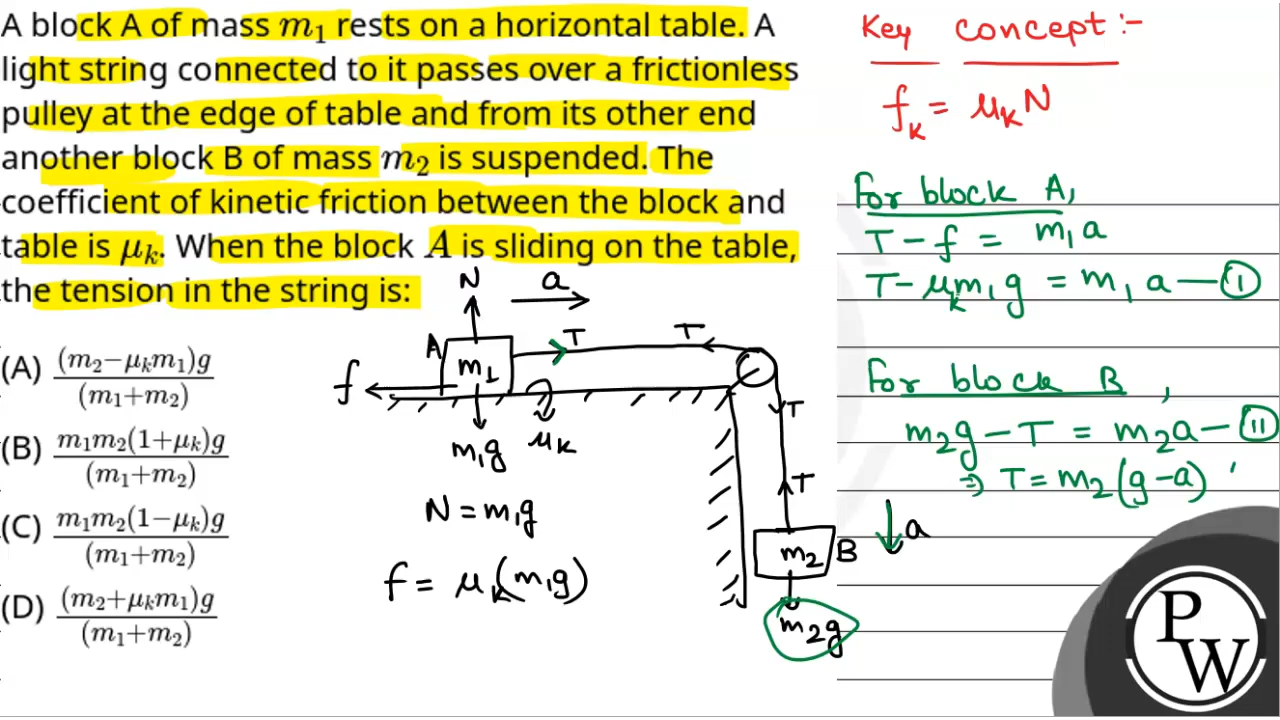 A block A of mass m₁ rests on a horizontal table. A
light string connected to it passes over a frictionless
pulley at the edge of table and from its other end
another block B of mass m₂ is suspended. The
coefficient of kinetic friction between the block and
table is μₖ. When the block A is sliding on the table,
the tension in the string is:
(A) (m₂−μₖm₁)g/(m₁+m₂)
(B) m₁m₂(1+μₖ)g/(m₁+m₂)
(C) m₁m₂(1−μₖ)g/(m₁+m₂)
(D) (m₂+μₖm₁)g/(m₁+m₂)
N
a
A
m₁
T
T
f
m₁g
μₖ
T
T
m₂
B
a
m₂g
N = m₁g
f = μₖ(m₁g)
Key concept:-
fₖ = μₖN
For block A,
T - f = m₁a
T - μₖm₁g = m₁a — Ⓘ
For block B,
m₂g - T = m₂a - ⑪
⇒ T = m₂(g-a)
P
W